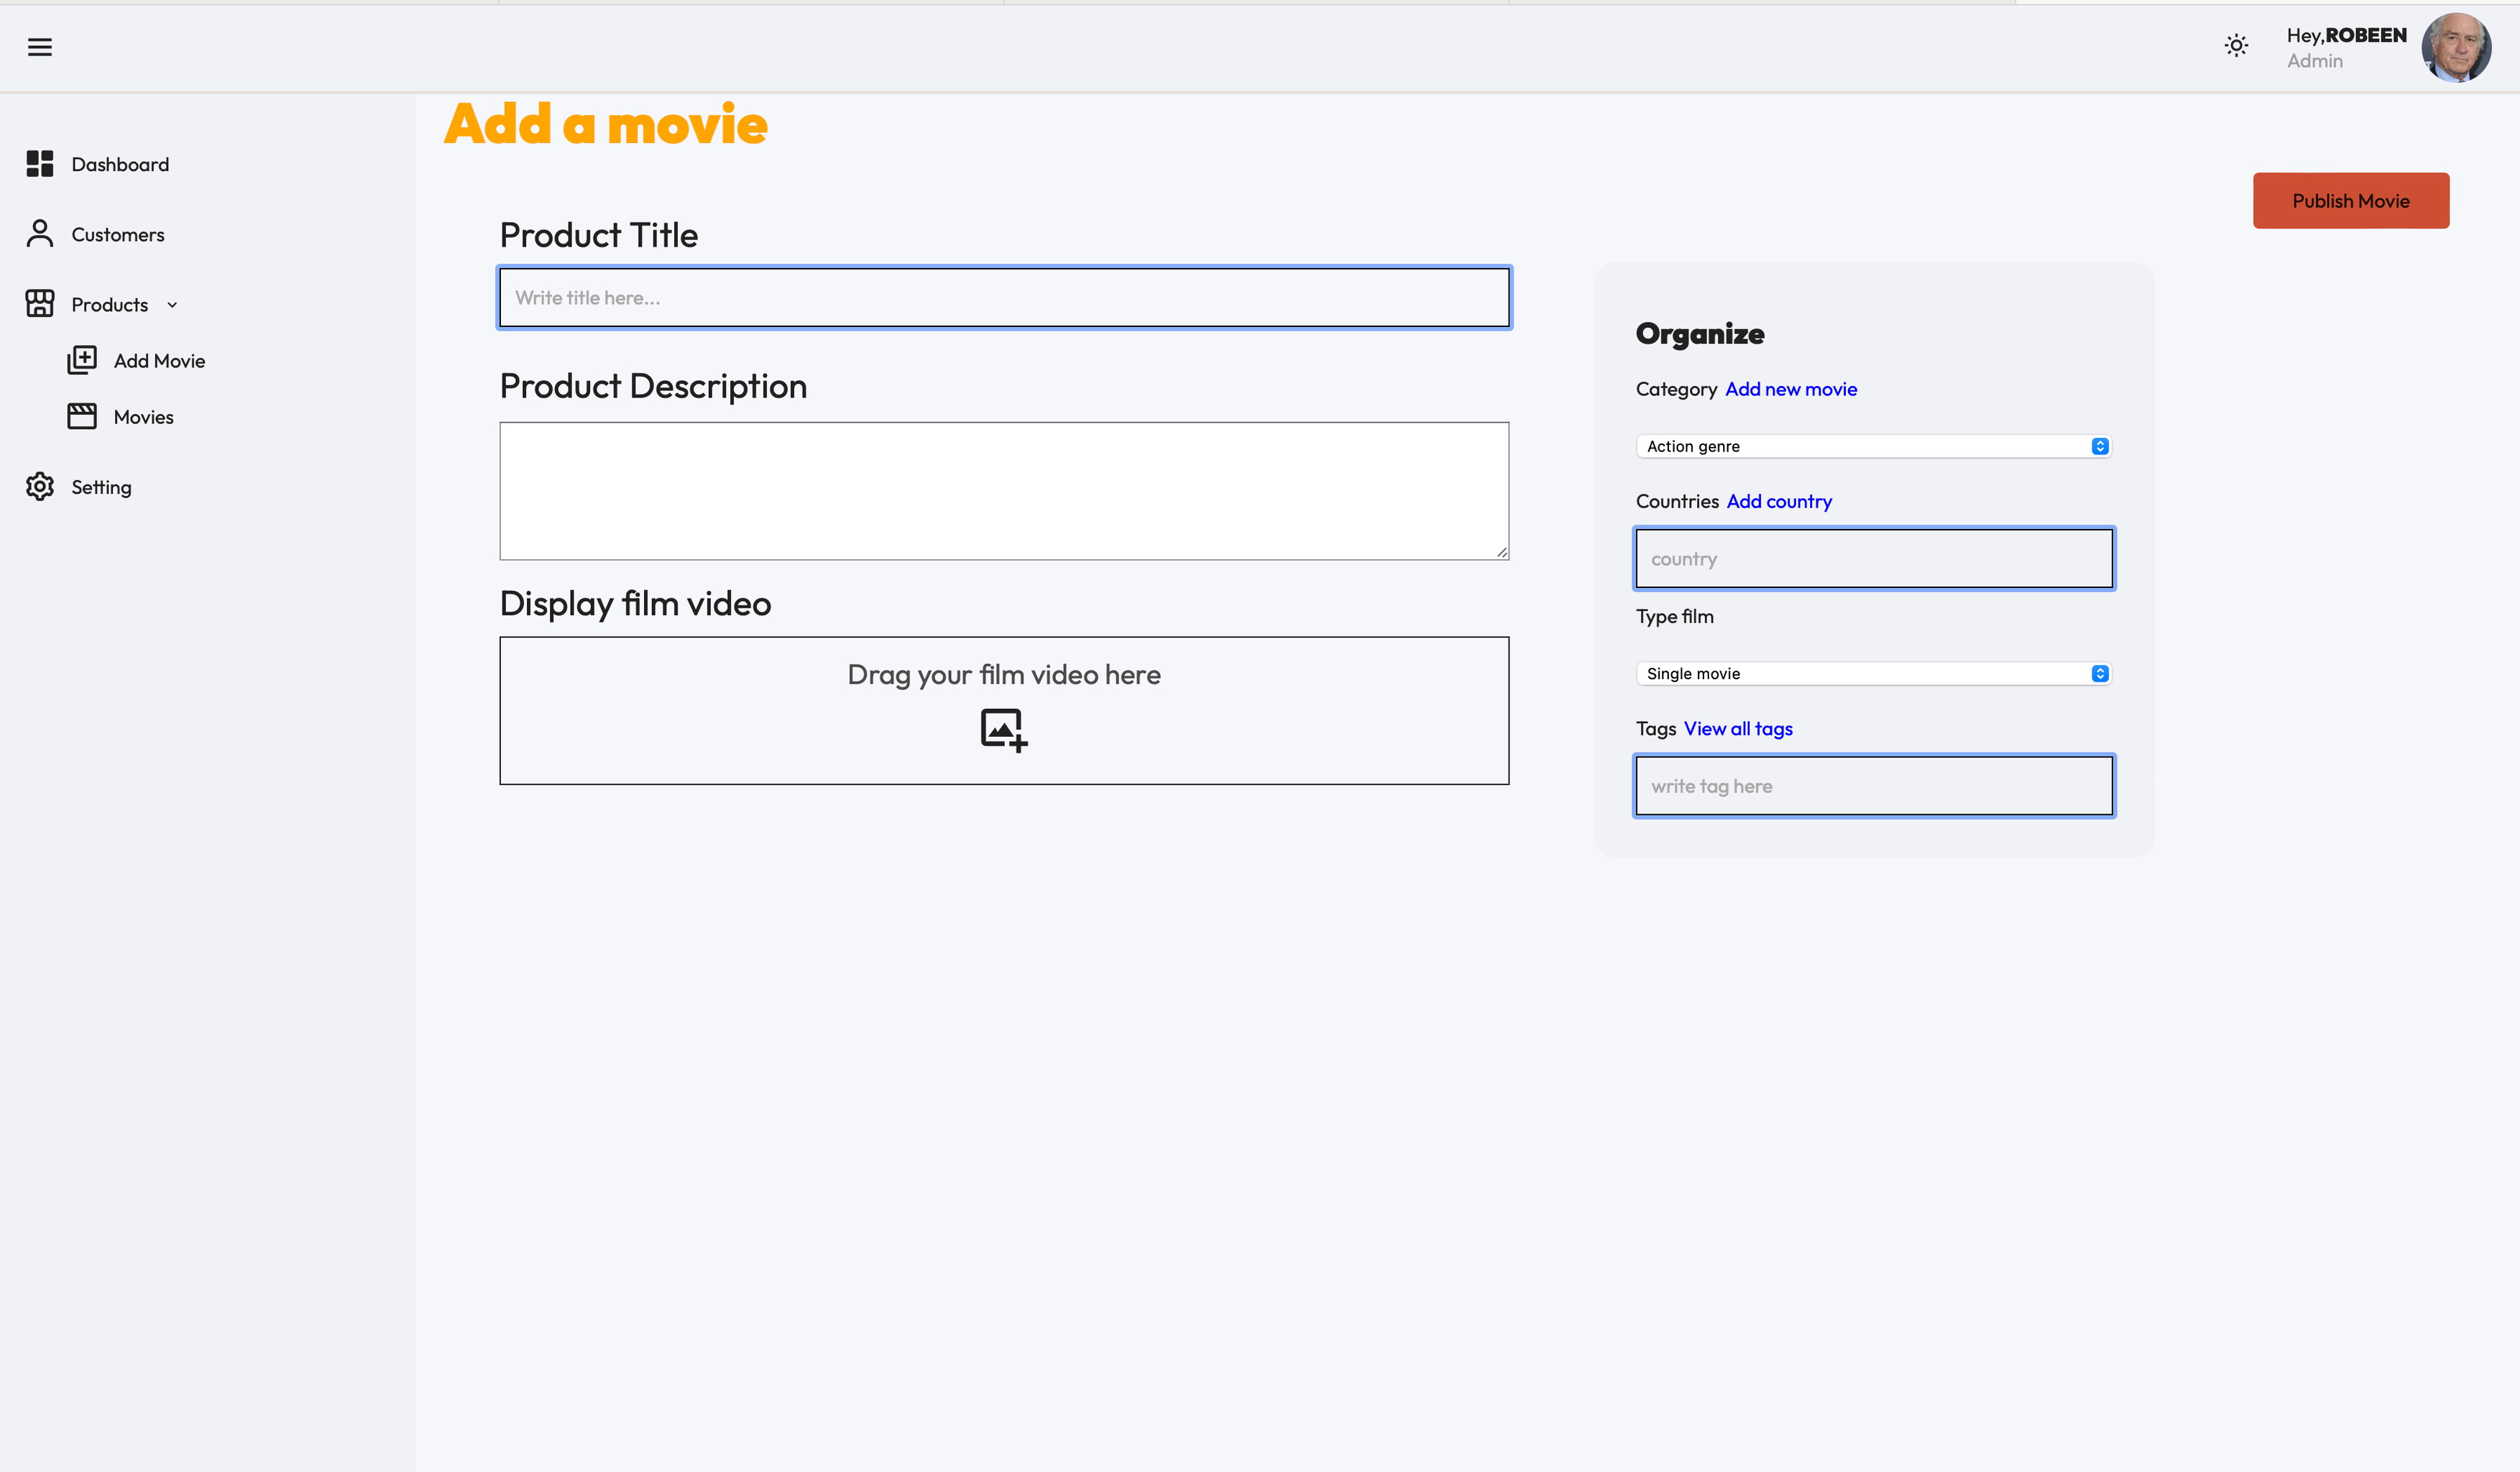 Hey,ROBEEN
Admin
Dashboard
Customers
Products
Add Movie
Movies
Setting
Add a movie
Publish Movie
Product Title
Write title here...
Product Description
Display film video
Drag your film video here
Organize
Category Add new movie
Action genre
Countries Add country
country
Type film
Single movie
Tags View all tags
write tag here